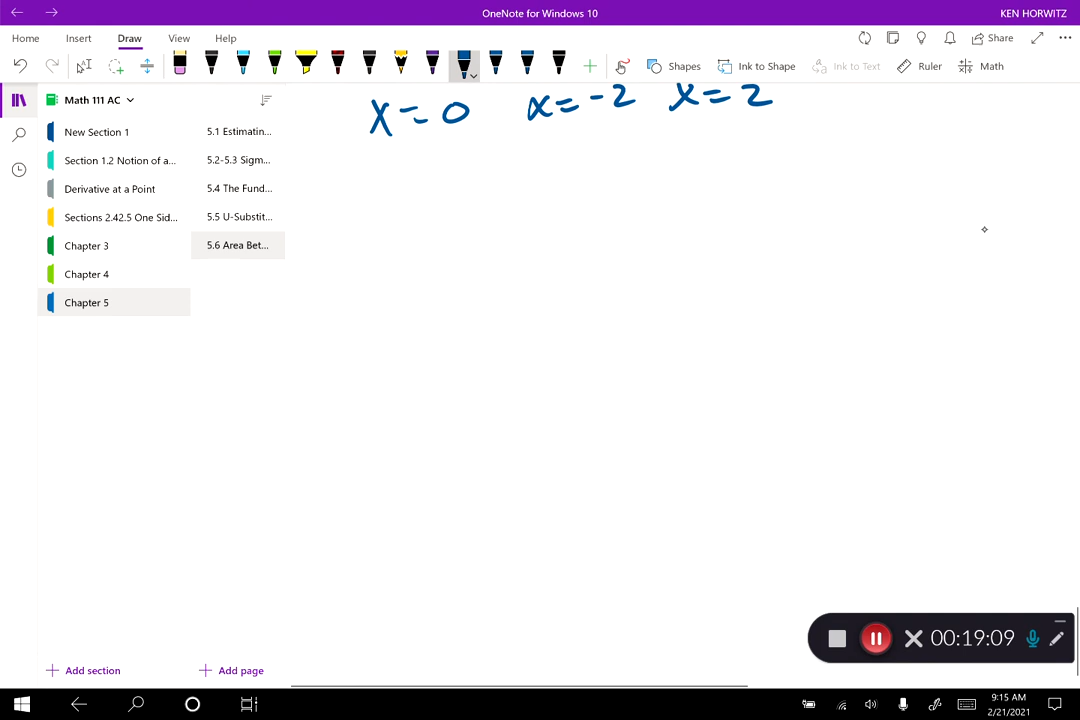 OneNote for Windows 10
KEN HORWITZ
Home Insert Draw View Help
Share
Shapes Ink to Shape Ink to Text Ruler Math
Math 111 AC
x = 0 x = -2 x = 2
New Section 1
Section 1.2 Notion of a...
Derivative at a Point
Sections 2.42.5 One Sid...
Chapter 3
Chapter 4
Chapter 5
5.1 Estimatin...
5.2-5.3 Sigm...
5.4 The Fund...
5.5 U-Substit...
5.6 Area Bet...
00:19:09
Add section
Add page
9:15 AM
2/21/2021